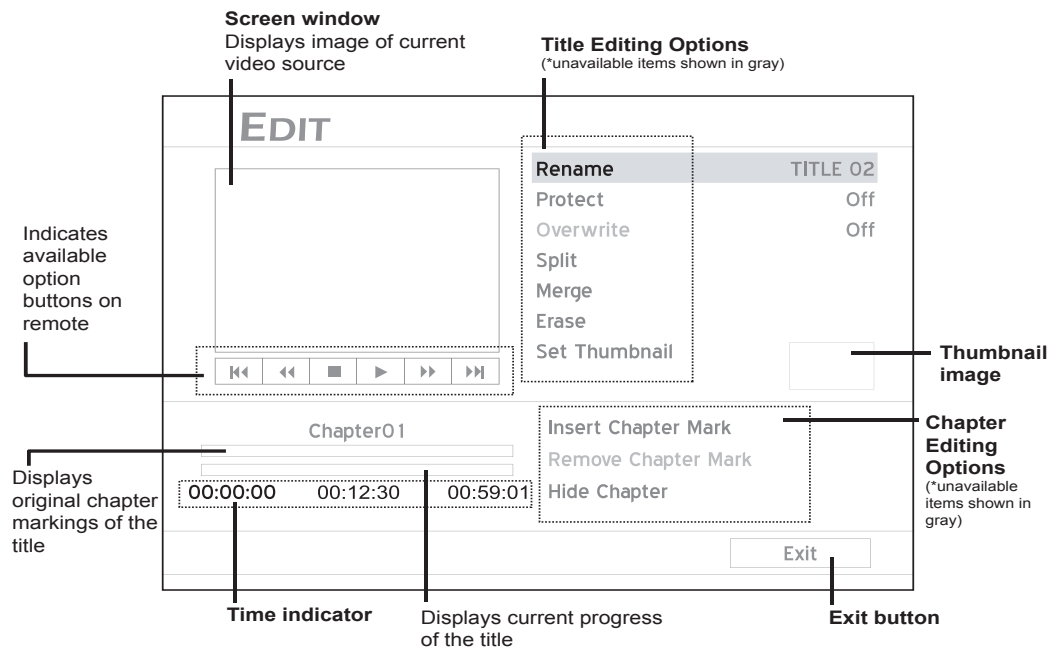 Screen window
Displays image of current
video source
Title Editing Options
(*unavailable items shown in gray)
EDIT
Rename TITLE 02
Protect Off
Overwrite Off
Split
Merge
Erase
Set Thumbnail
Indicates
available
option
buttons on
remote
Thumbnail
image
Chapter01
Insert Chapter Mark
Remove Chapter Mark
Hide Chapter
Chapter
Editing
Options
(*unavailable
items shown in
gray)
Displays
original chapter
markings of the
title
00:00:00 00:12:30 00:59:01
Exit
Time indicator
Displays current progress
of the title
Exit button